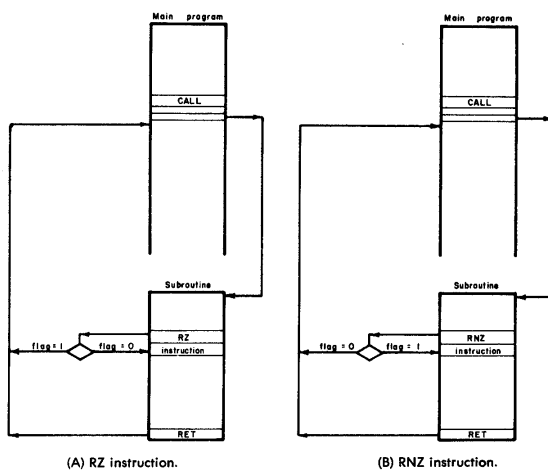 Main program
CALL
Subroutine
RZ
flag = 1
flag = 0
instruction
RET
(A) RZ instruction.
Main program
CALL
Subroutine
RNZ
flag = 0
flag = 1
instruction
RET
(B) RNZ instruction.